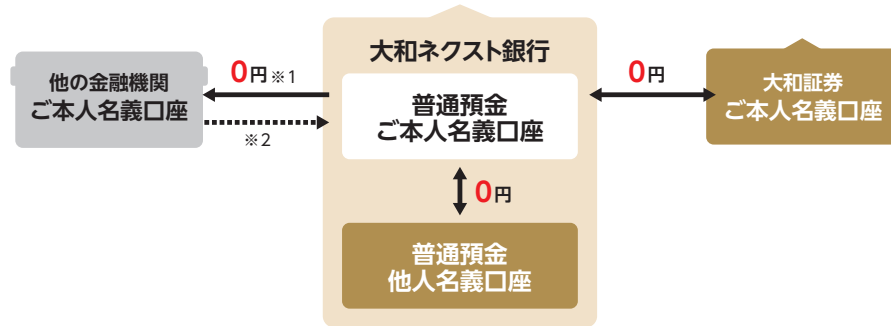 大和ネクスト銀行
他の金融機関
ご本人名義口座
0円※1
※2
普通預金
ご本人名義口座
0円
大和証券
ご本人名義口座
0円
普通預金
他人名義口座